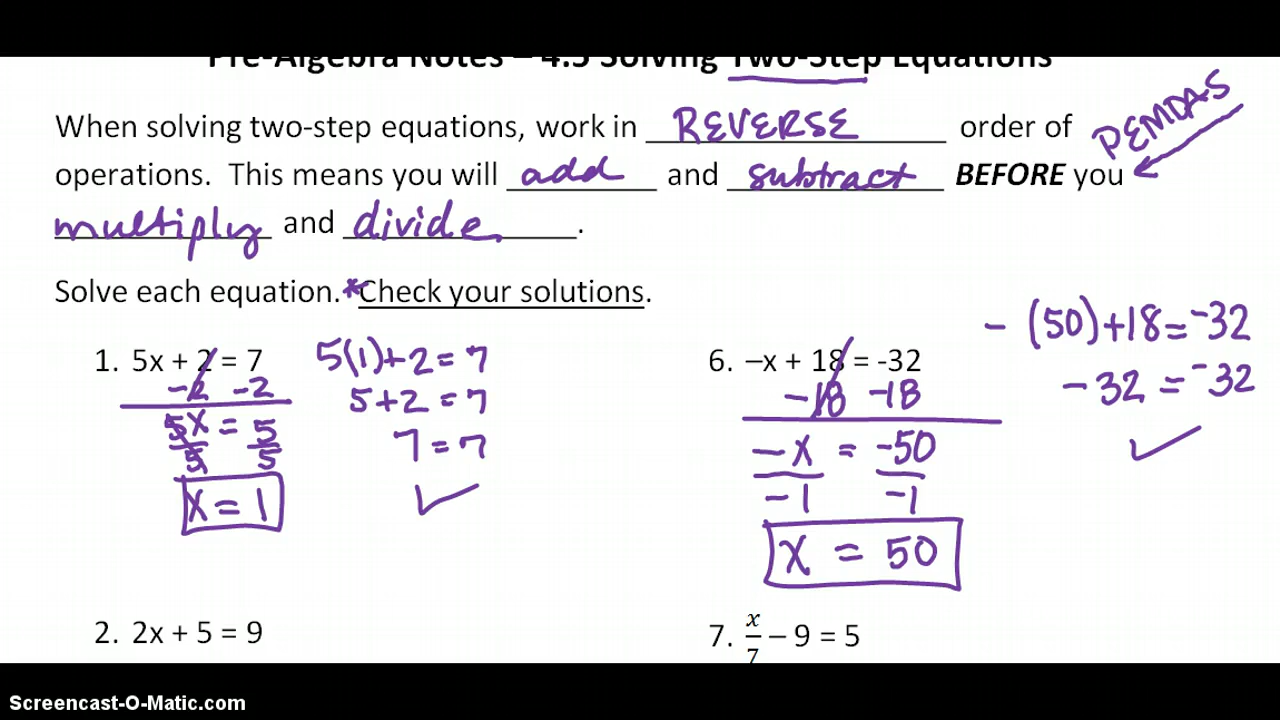 Pre-Algebra Notes – 4.5 Solving Two-Step Equations
When solving two-step equations, work in REVERSE order of
PEMDAS
operations. This means you will add and subtract BEFORE you
multiply and divide.
Solve each equation. *Check your solutions.
1. 5x + 2 = 7
-2 -2
5x = 5
5 5
x = 1
5(1)+2 = 7
5+2 = 7
7 = 7
✓
6. –x + 18 = -32
-18 -18
-x = -50
-1 -1
x = 50
-(50)+18 = -32
-32 = -32
✓
2. 2x + 5 = 9
7. x/7 – 9 = 5
Screencast-O-Matic.com